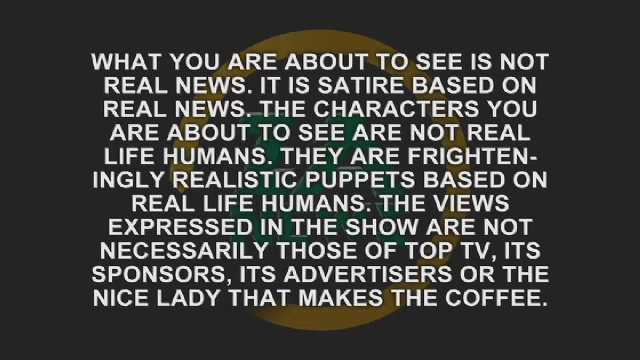 WHAT YOU ARE ABOUT TO SEE IS NOT
REAL NEWS. IT IS SATIRE BASED ON
REAL NEWS. THE CHARACTERS YOU
ARE ABOUT TO SEE ARE NOT REAL
LIFE HUMANS. THEY ARE FRIGHTEN-
INGLY REALISTIC PUPPETS BASED ON
REAL LIFE HUMANS. THE VIEWS
EXPRESSED IN THE SHOW ARE NOT
NECESSARILY THOSE OF TOP TV, ITS
SPONSORS, ITS ADVERTISERS OR THE
NICE LADY THAT MAKES THE COFFEE.